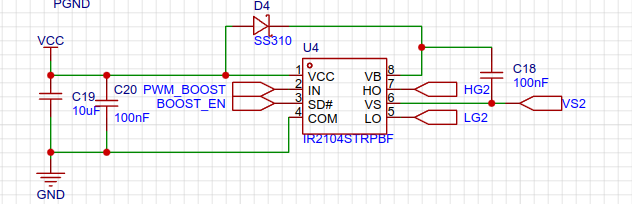 PGND
D4
SS310
VCC
U4
1 VCC VB 8
2 IN HO 7
3 SD# VS 6
4 COM LO 5
IR2104STRPBF
PWM_BOOST
BOOST_EN
C19
10uF
C20
100nF
C18
100nF
HG2
VS2
LG2
GND